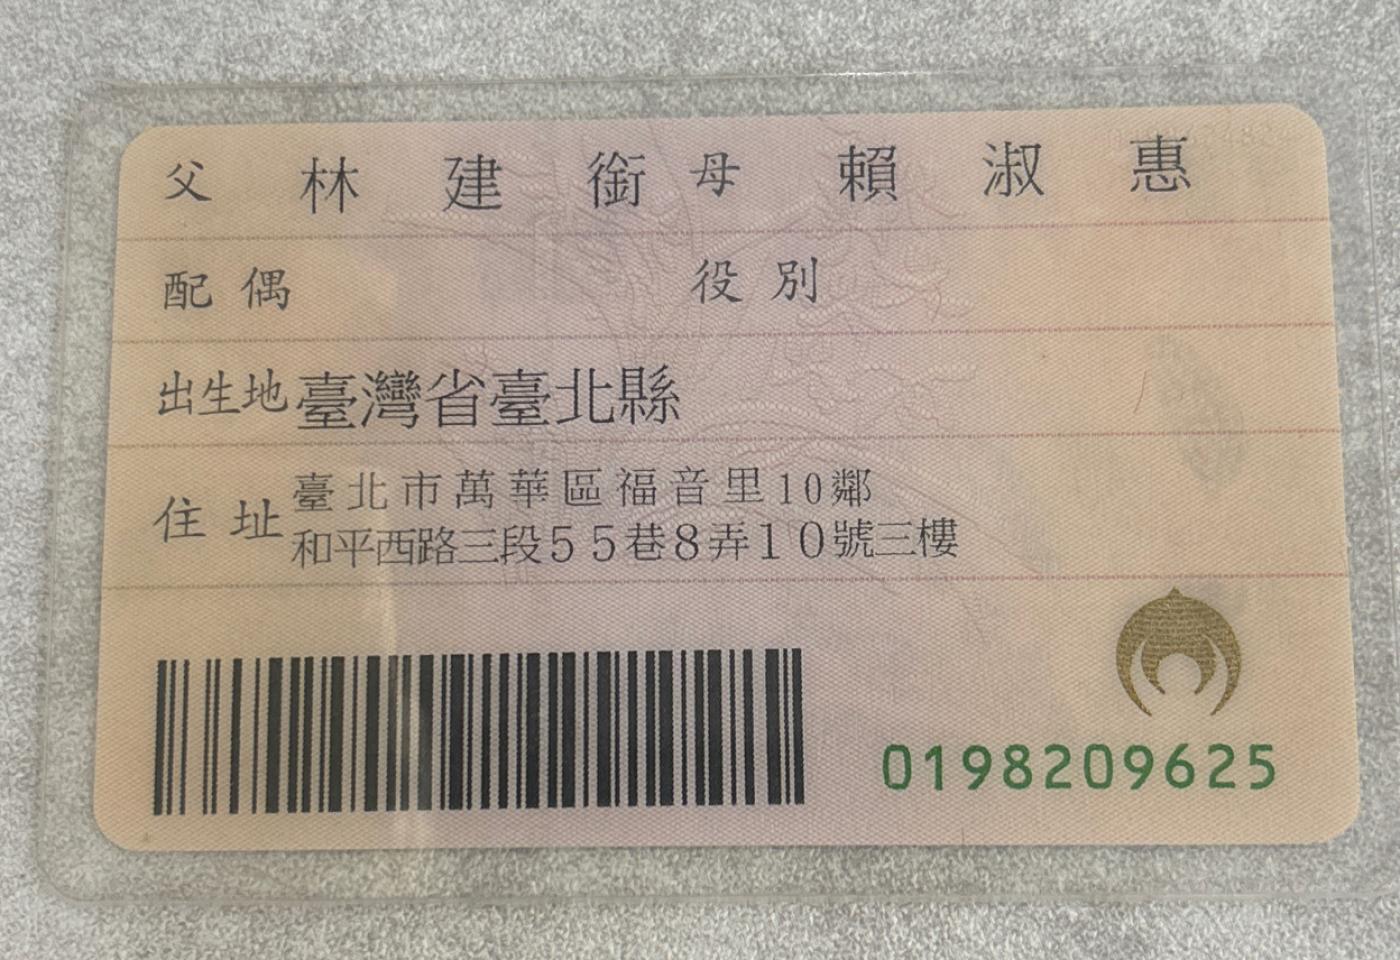 父 林建銜 母 賴淑惠
配偶 役別
出生地 臺灣省臺北縣
住址 臺北市萬華區福音里10鄰
和平西路三段55巷8弄10號三樓
0198209625